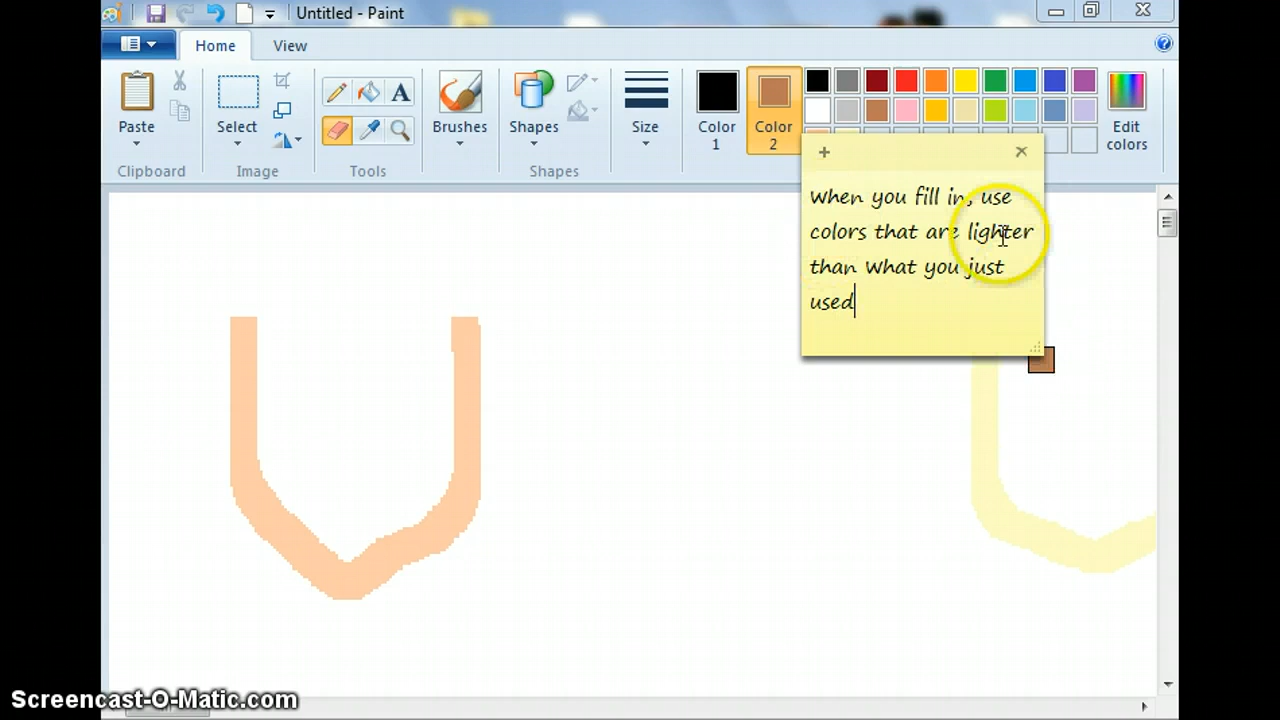 Untitled - Paint
Home
View
Paste
Select
Brushes
Shapes
Size
Color 1
Color 2
Edit colors
Clipboard
Image
Tools
Shapes
When you fill in, use
colors that are lighter
than what you just
used
Screencast-O-Matic.com